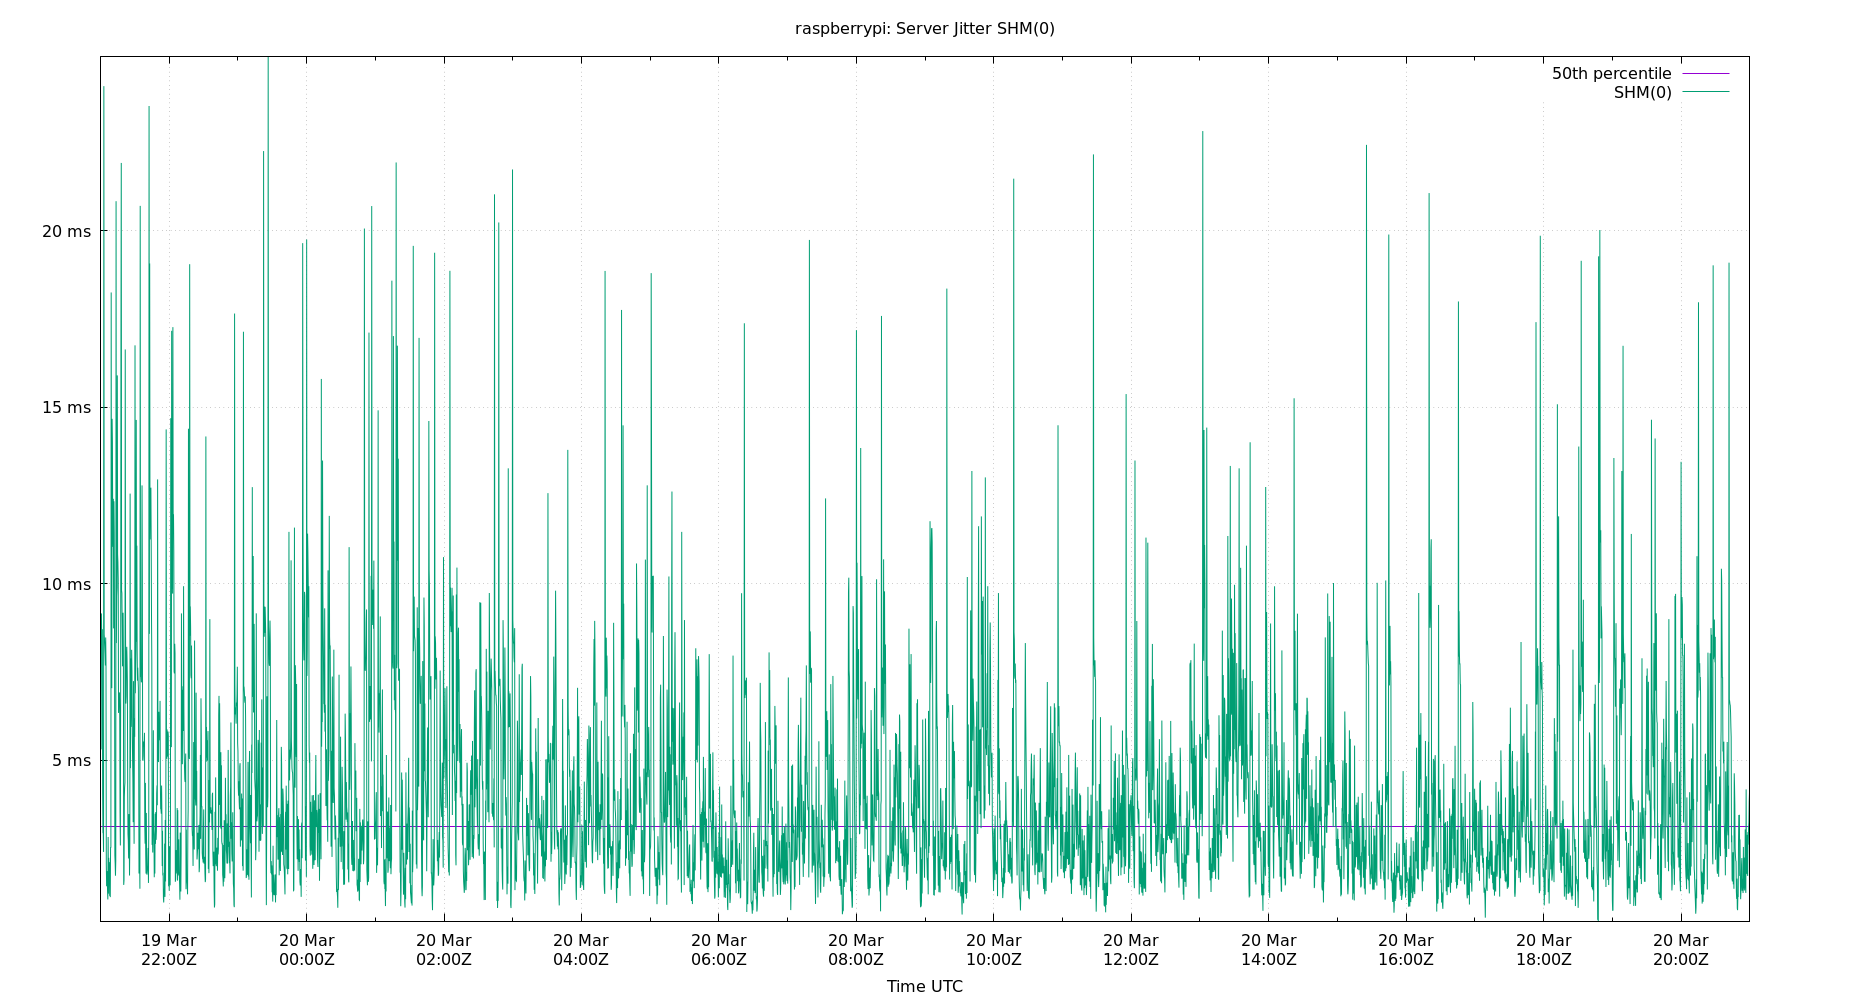 raspberrypi: Server Jitter SHM(0)
50th percentile
SHM(0)
20 ms
15 ms
10 ms
5 ms
19 Mar 20 Mar 20 Mar 20 Mar 20 Mar 20 Mar 20 Mar 20 Mar 20 Mar 20 Mar 20 Mar 20 Mar
22:00Z 00:00Z 02:00Z 04:00Z 06:00Z 08:00Z 10:00Z 12:00Z 14:00Z 16:00Z 18:00Z 20:00Z
Time UTC